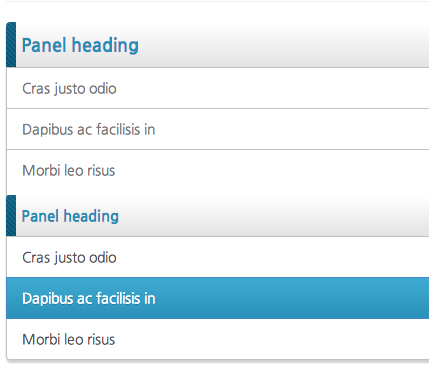 Panel heading
Cras justo odio
Dapibus ac facilisis in
Morbi leo risus
Panel heading
Cras justo odio
Dapibus ac facilisis in
Morbi leo risus